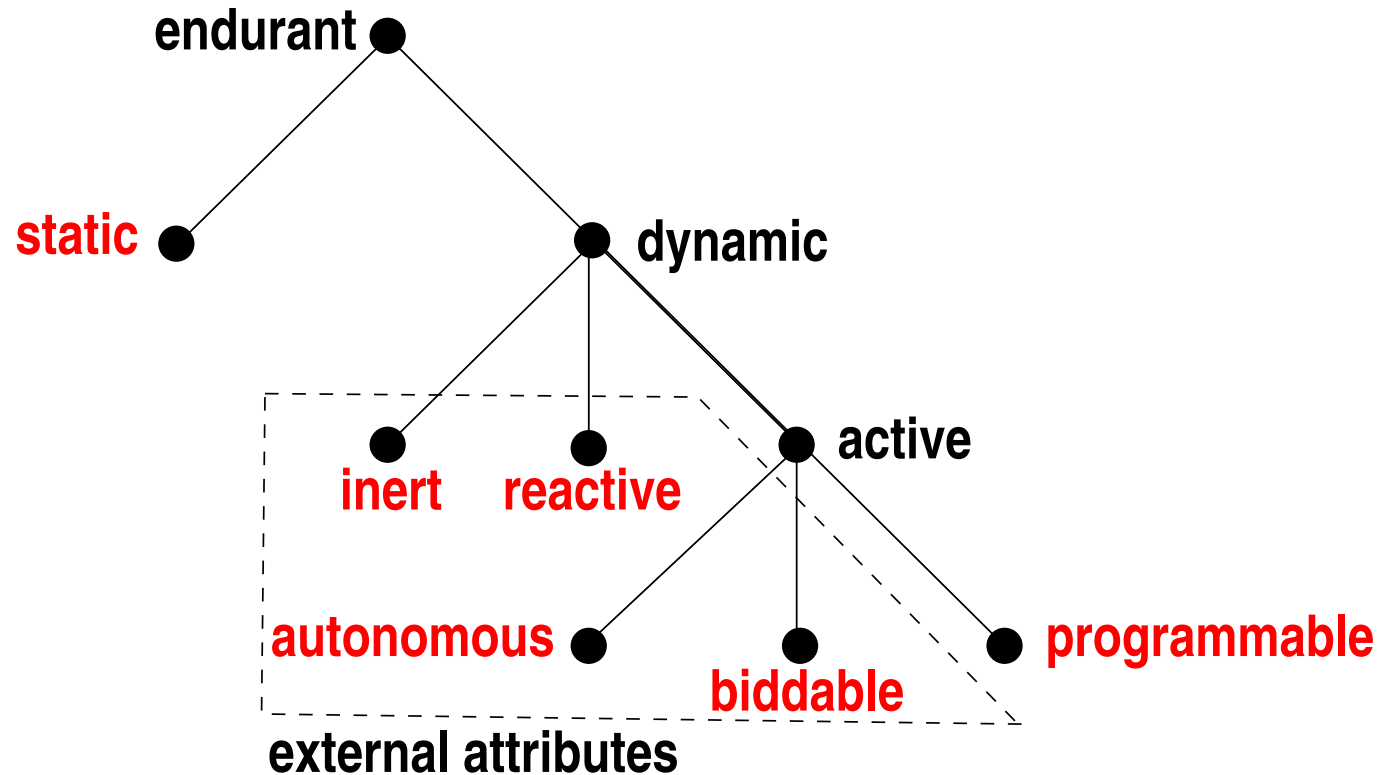 endurant
static
dynamic
active
inert
reactive
autonomous
programmable
biddable
external attributes